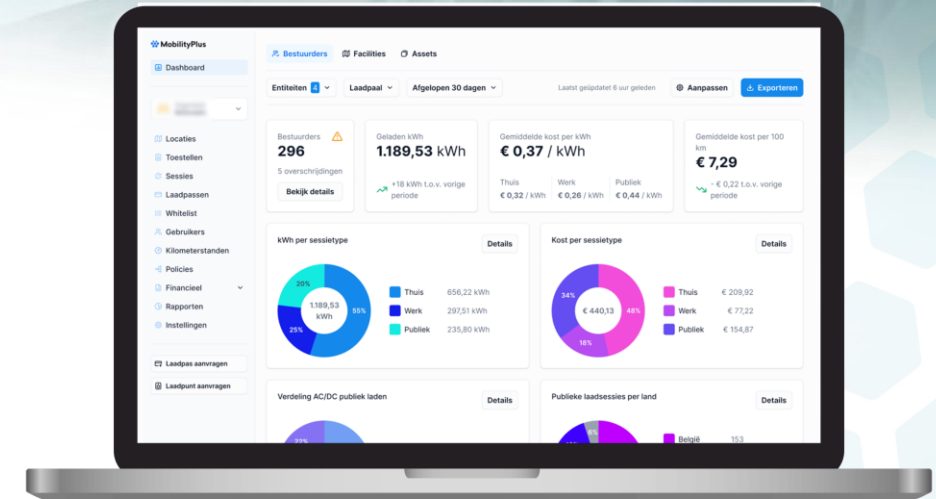 MobilityPlus
Dashboard
Locaties
Toestellen
Sessies
Laadpassen
Whitelist
Gebruikers
Kilometerstanden
Policies
Financieel
Rapporten
Instellingen
Laadpas aanvragen
Laadpunt aanvragen
Bestuurders Facilities Assets
Entiteiten 4 Laadpaal Afgelopen 30 dagen Laatst geüpdatet 6 uur geleden Aanpassen Exporteren
Bestuurders
296
5 overschrijdingen
Bekijk details
Geladen kWh
1.189,53 kWh
+18 kWh t.o.v. vorige
periode
Gemiddelde kost per kWh
€ 0,37 / kWh
Thuis Werk Publiek
€ 0,32 / kWh € 0,26 / kWh € 0,44 / kWh
Gemiddelde kost per 100
km
€ 7,29
- € 0,22 t.o.v. vorige
periode
kWh per sessietype Details
20%
55%
25%
1.189,53
kWh
Thuis 656,22 kWh
Werk 297,51 kWh
Publiek 235,80 kWh
Kost per sessietype Details
34%
48%
18%
€ 440,13
Thuis € 209,92
Werk € 77,22
Publiek € 154,87
Verdeling AC/DC publiek laden Details
22%
Publieke laadsessies per land Details
6%
België 153